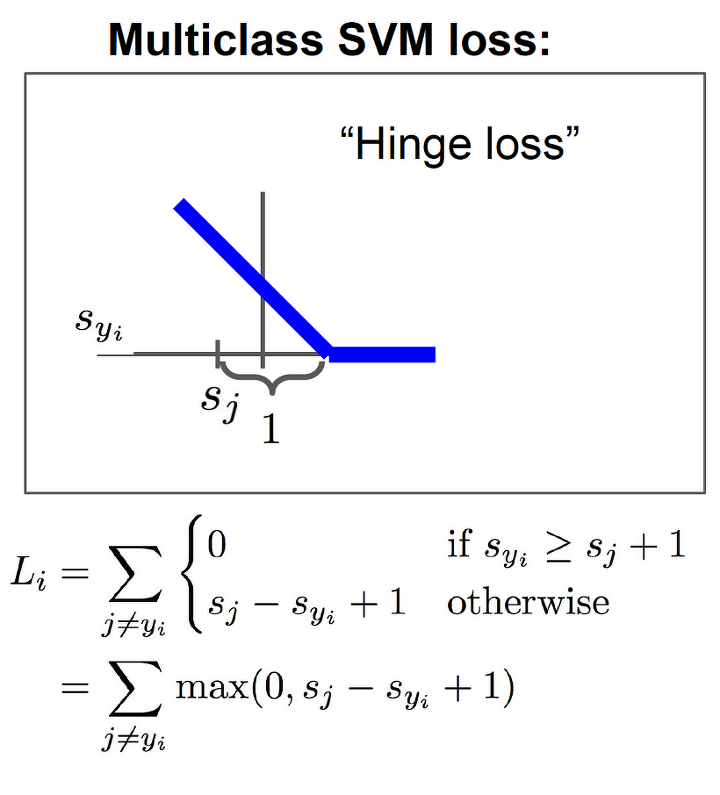 Multiclass SVM loss:
“Hinge loss”
s_{y_i}
s_j
1
L_i = \sum_{j \neq y_i} \begin{cases} 0 & \text{if } s_{y_i} \geq s_j + 1 \\ s_j - s_{y_i} + 1 & \text{otherwise} \end{cases}
= \sum_{j \neq y_i} \max(0, s_j - s_{y_i} + 1)